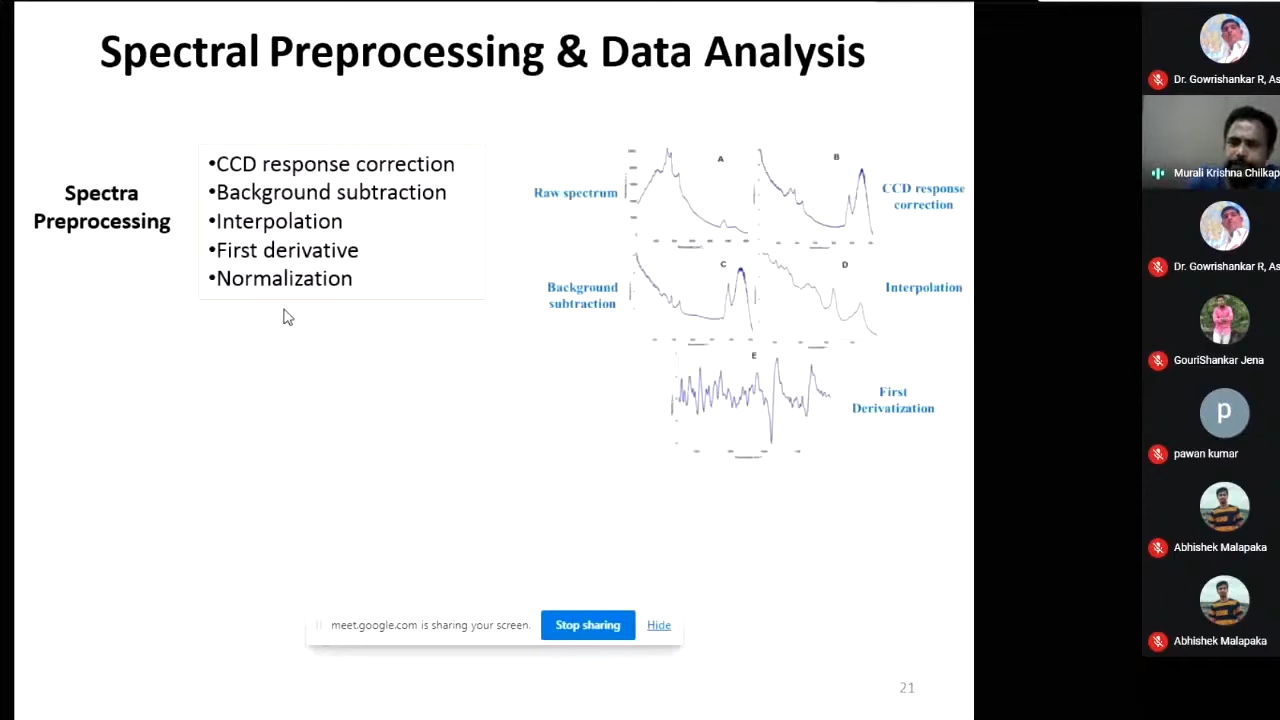 Spectral Preprocessing & Data Analysis
Spectra
Preprocessing
•CCD response correction
•Background subtraction
•Interpolation
•First derivative
•Normalization
Raw spectrum
A
B
CCD response
correction
Background
subtraction
C
D
Interpolation
E
First
Derivatization
meet.google.com is sharing your screen.
Stop sharing
Hide
21
Dr. Gowrishankar R, As
Murali Krishna Chilkap
Dr. Gowrishankar R, As
GouriShankar Jena
p
pawan kumar
Abhishek Malapaka
Abhishek Malapaka